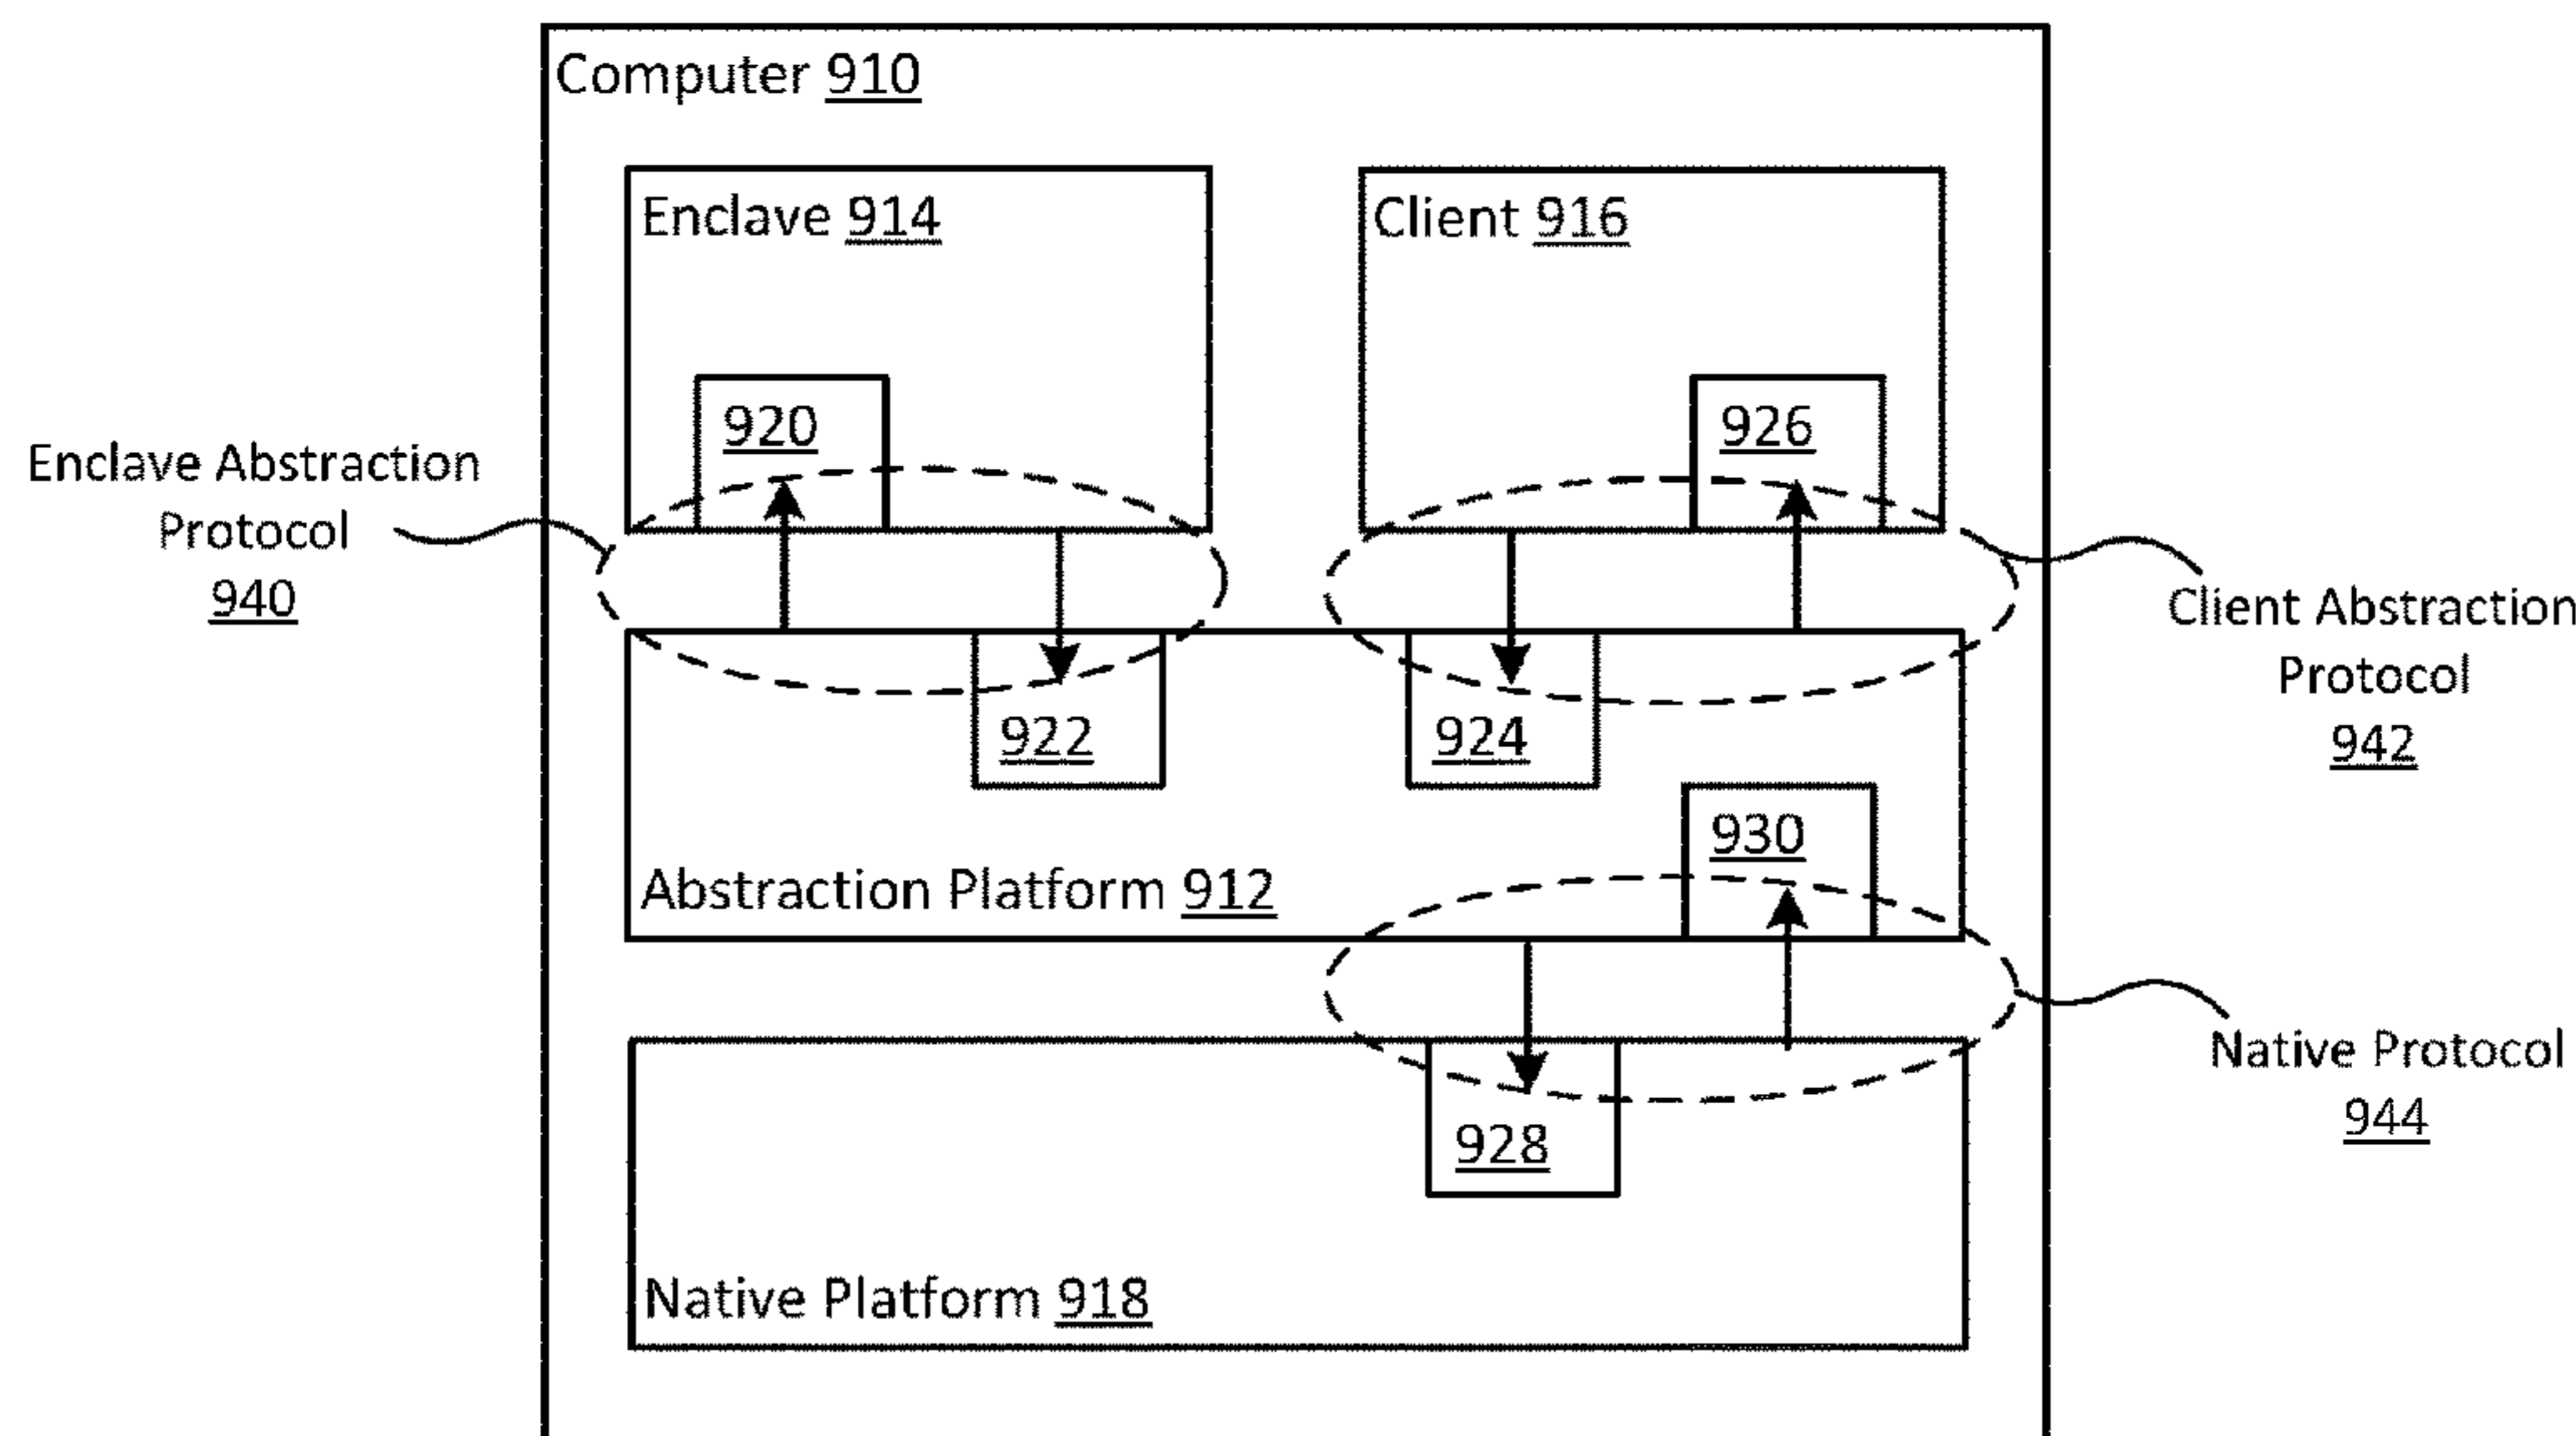 Computer 910
Enclave 914
Client 916
920
926
Enclave Abstraction
Protocol
940
Client Abstraction
Protocol
942
922
924
930
Abstraction Platform 912
Native Protocol
944
928
Native Platform 918